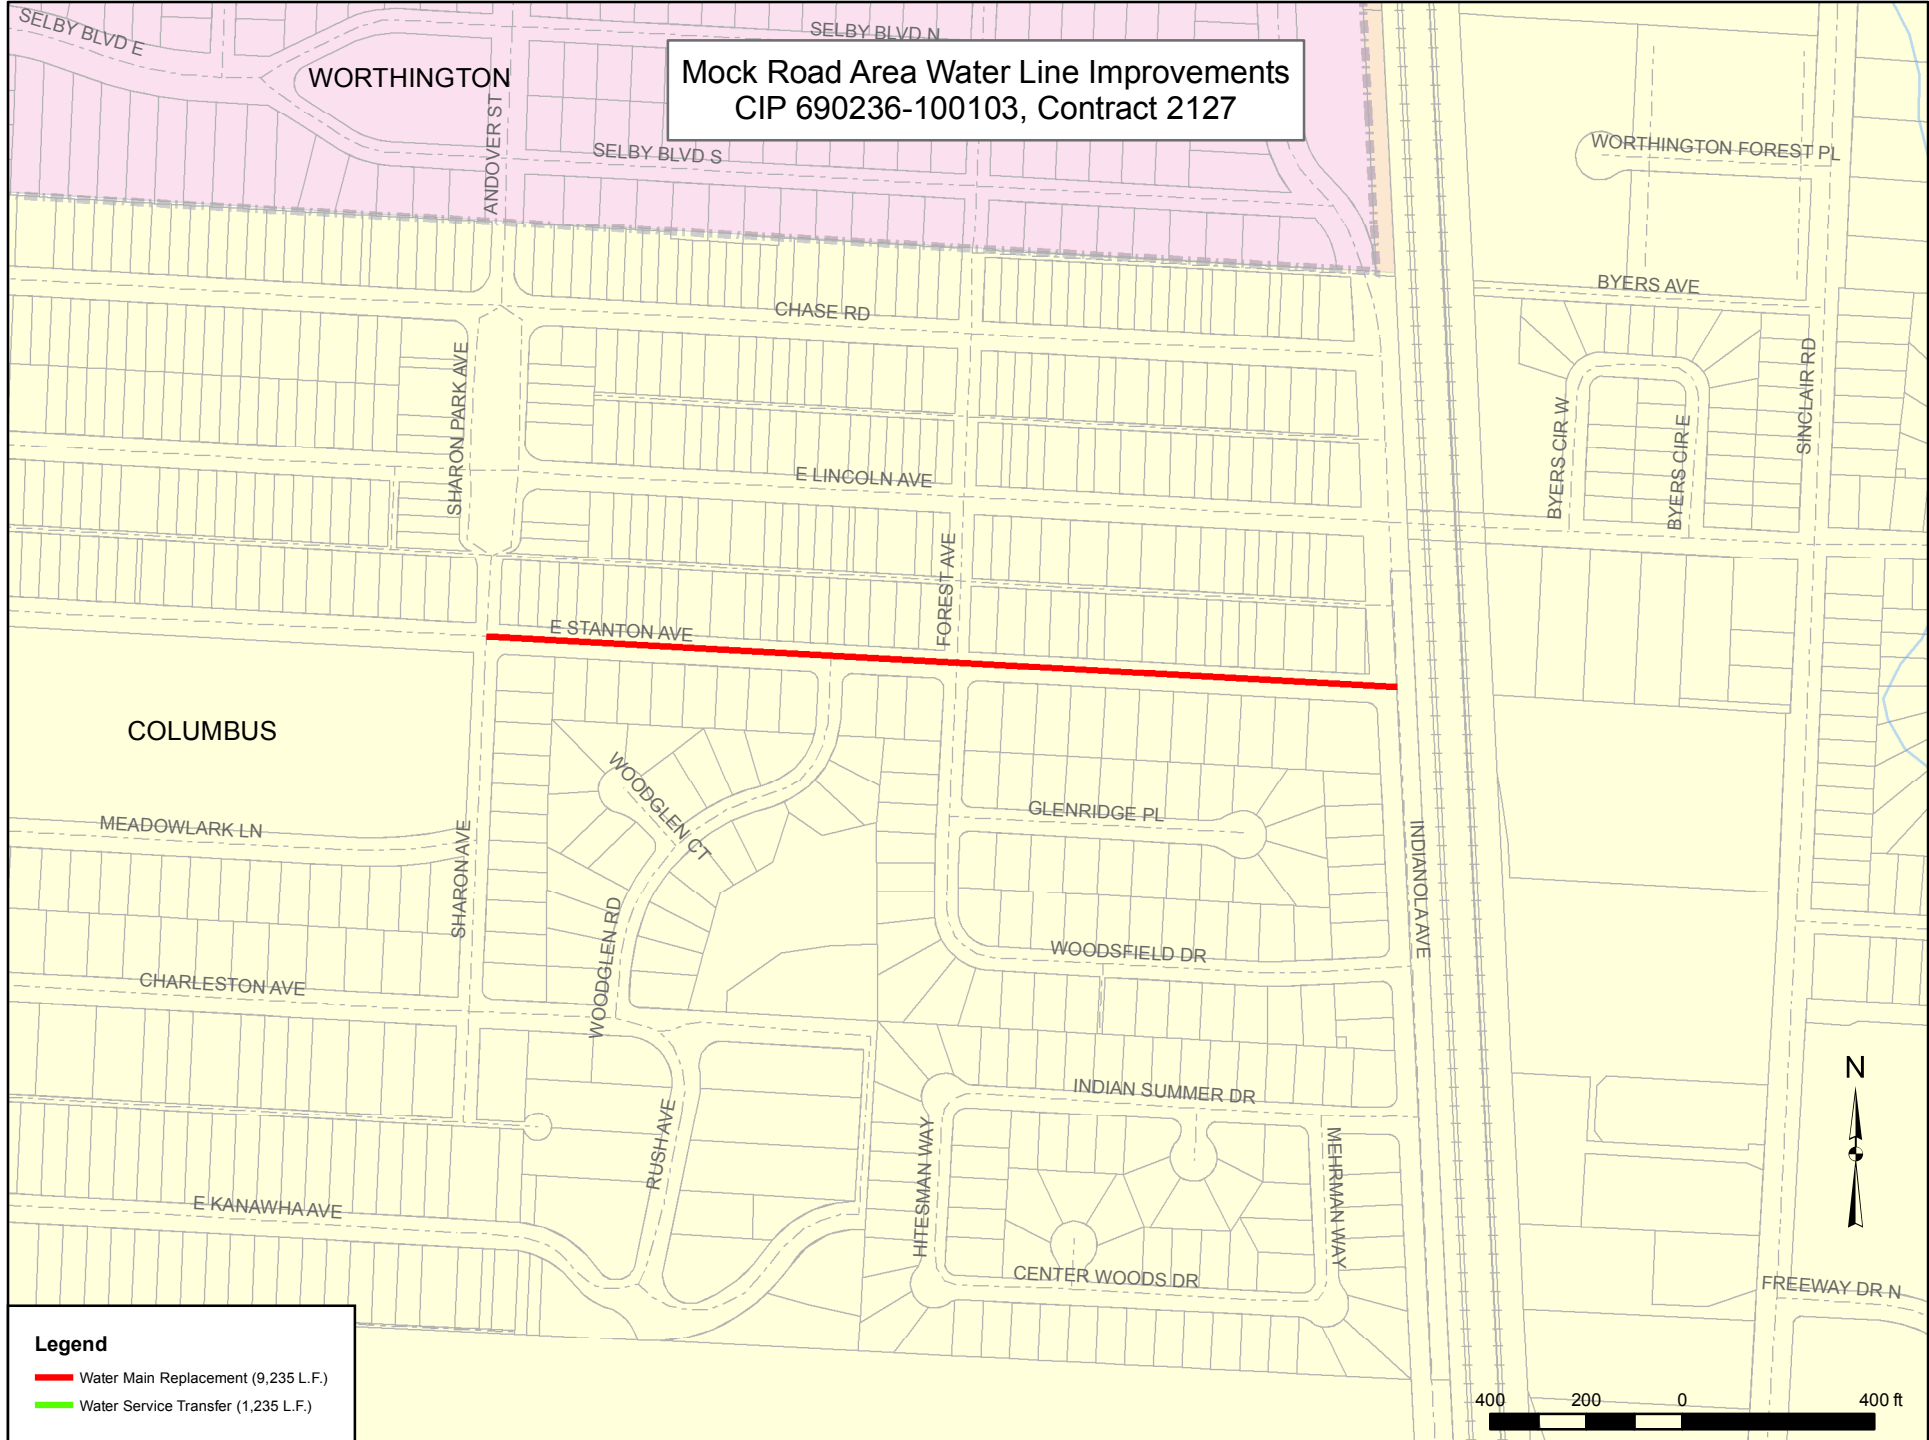 SELBY BLVD E
SELBY BLVD N
WORTHINGTON
Mock Road Area Water Line Improvements
CIP 690236-100103, Contract 2127
ANDOVER ST
SELBY BLVD S
WORTHINGTON FOREST PL
BYERS AVE
CHASE RD
SHARON PARK AVE
SINCLAIR RD
BYERS CIR W
BYERS CIR E
E LINCOLN AVE
FOREST AVE
E STANTON AVE
COLUMBUS
WOODGLEN CT
GLENRIDGE PL
MEADOWLARK LN
SHARON AVE
INDIANOLA AVE
WOODGLEN RD
WOODSFIELD DR
CHARLESTON AVE
INDIAN SUMMER DR
N
RUSH AVE
HITESMAN WAY
MEHRMAN WAY
E KANAWHA AVE
CENTER WOODS DR
FREEWAY DR N
Legend
Water Main Replacement (9,235 L.F.)
Water Service Transfer (1,235 L.F.)
400 200 0 400 ft